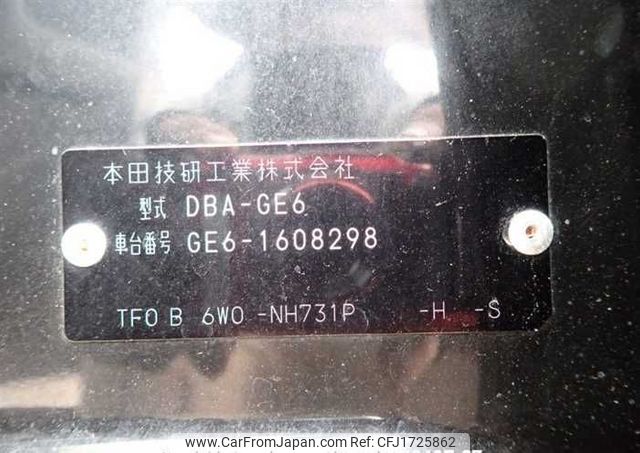 本田技研工業株式会社
型式 DBA-GE6
車台番号 GE6-1608298
TF0 B 6W0 -NH731P -H -S
www.CarFromJapan.com Ref:CFJ1725862